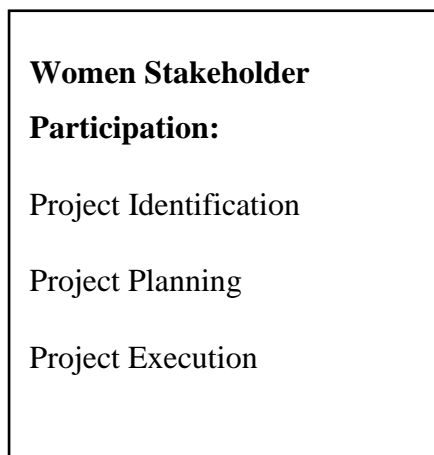 Women Stakeholder
Participation:
Project Identification
Project Planning
Project Execution